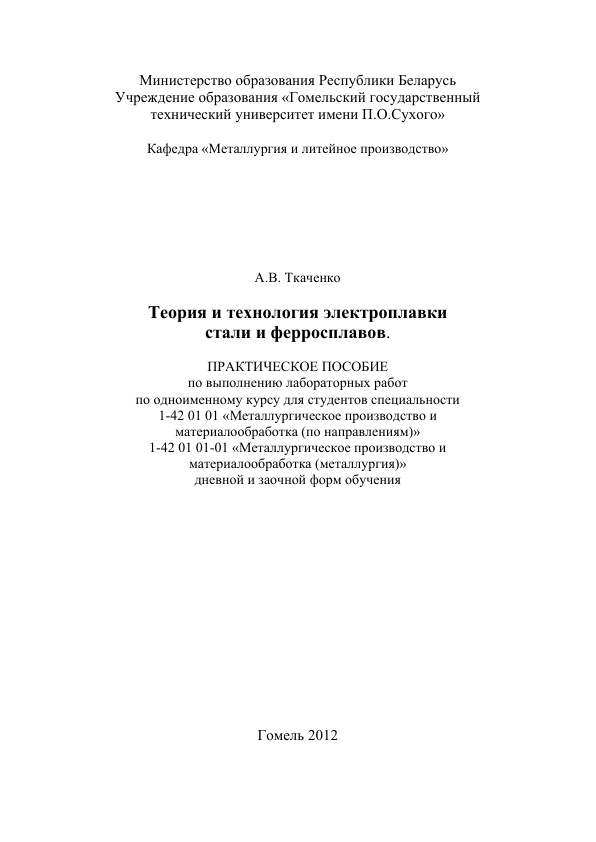 Министерство образования Республики Беларусь
Учреждение образования «Гомельский государственный
технический университет имени П.О.Сухого»
Кафедра «Металлургия и литейное производство»
А.В. Ткаченко
Теория и технология электроплавки
стали и ферросплавов.
ПРАКТИЧЕСКОЕ ПОСОБИЕ
по выполнению лабораторных работ
по одноименному курсу для студентов специальности
1-42 01 01 «Металлургическое производство и
материалообработка (по направлениям)»
1-42 01 01-01 «Металлургическое производство и
материалообработка (металлургия)»
дневной и заочной форм обучения
Гомель 2012